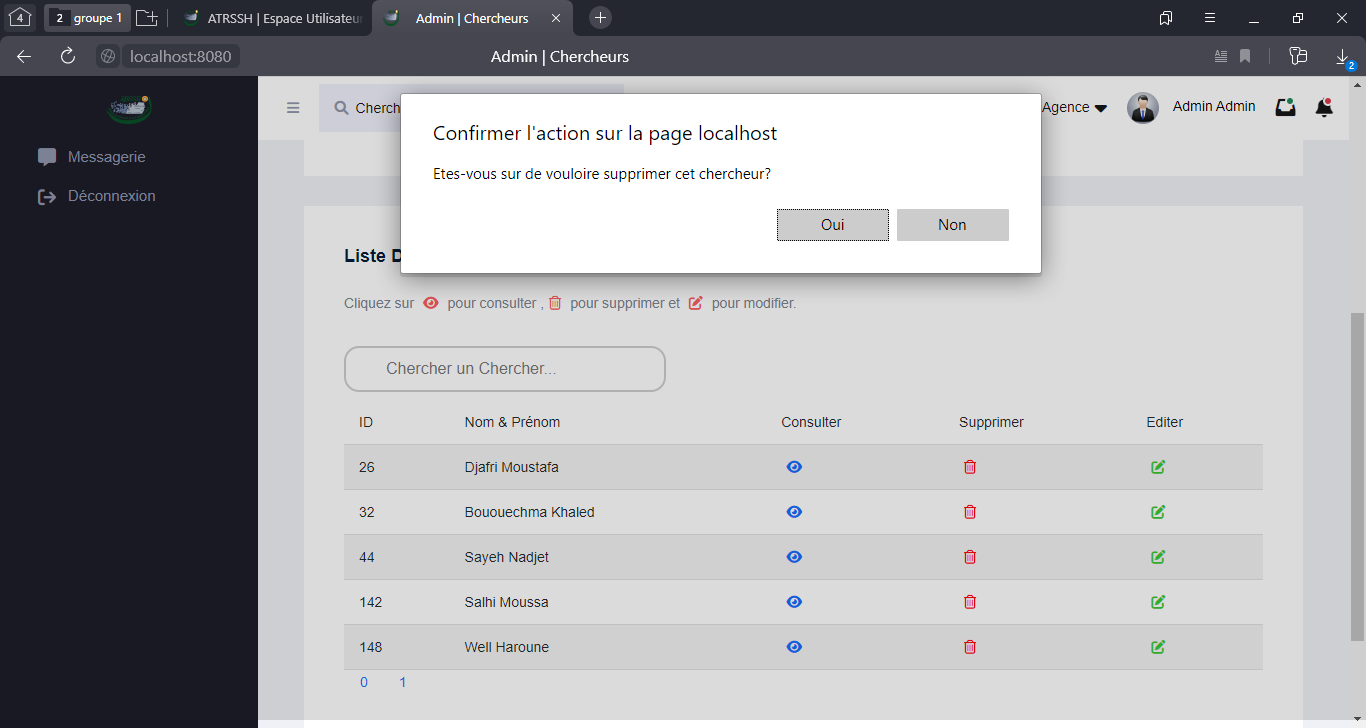 4
2 groupe 1
ATRSSH | Espace Utilisateu
Admin | Chercheurs
localhost:8080
Admin | Chercheurs
2
Cherch
Agence
Admin Admin
Messagerie
Déconnexion
Confirmer l'action sur la page localhost
Etes-vous sur de vouloire supprimer cet chercheur?
Oui Non
Liste D
Cliquez sur pour consulter , pour supprimer et pour modifier.
Chercher un Chercher...
ID Nom & Prénom Consulter Supprimer Editer
26 Djafri Moustafa
32 Bououechma Khaled
44 Sayeh Nadjet
142 Salhi Moussa
148 Well Haroune
0 1